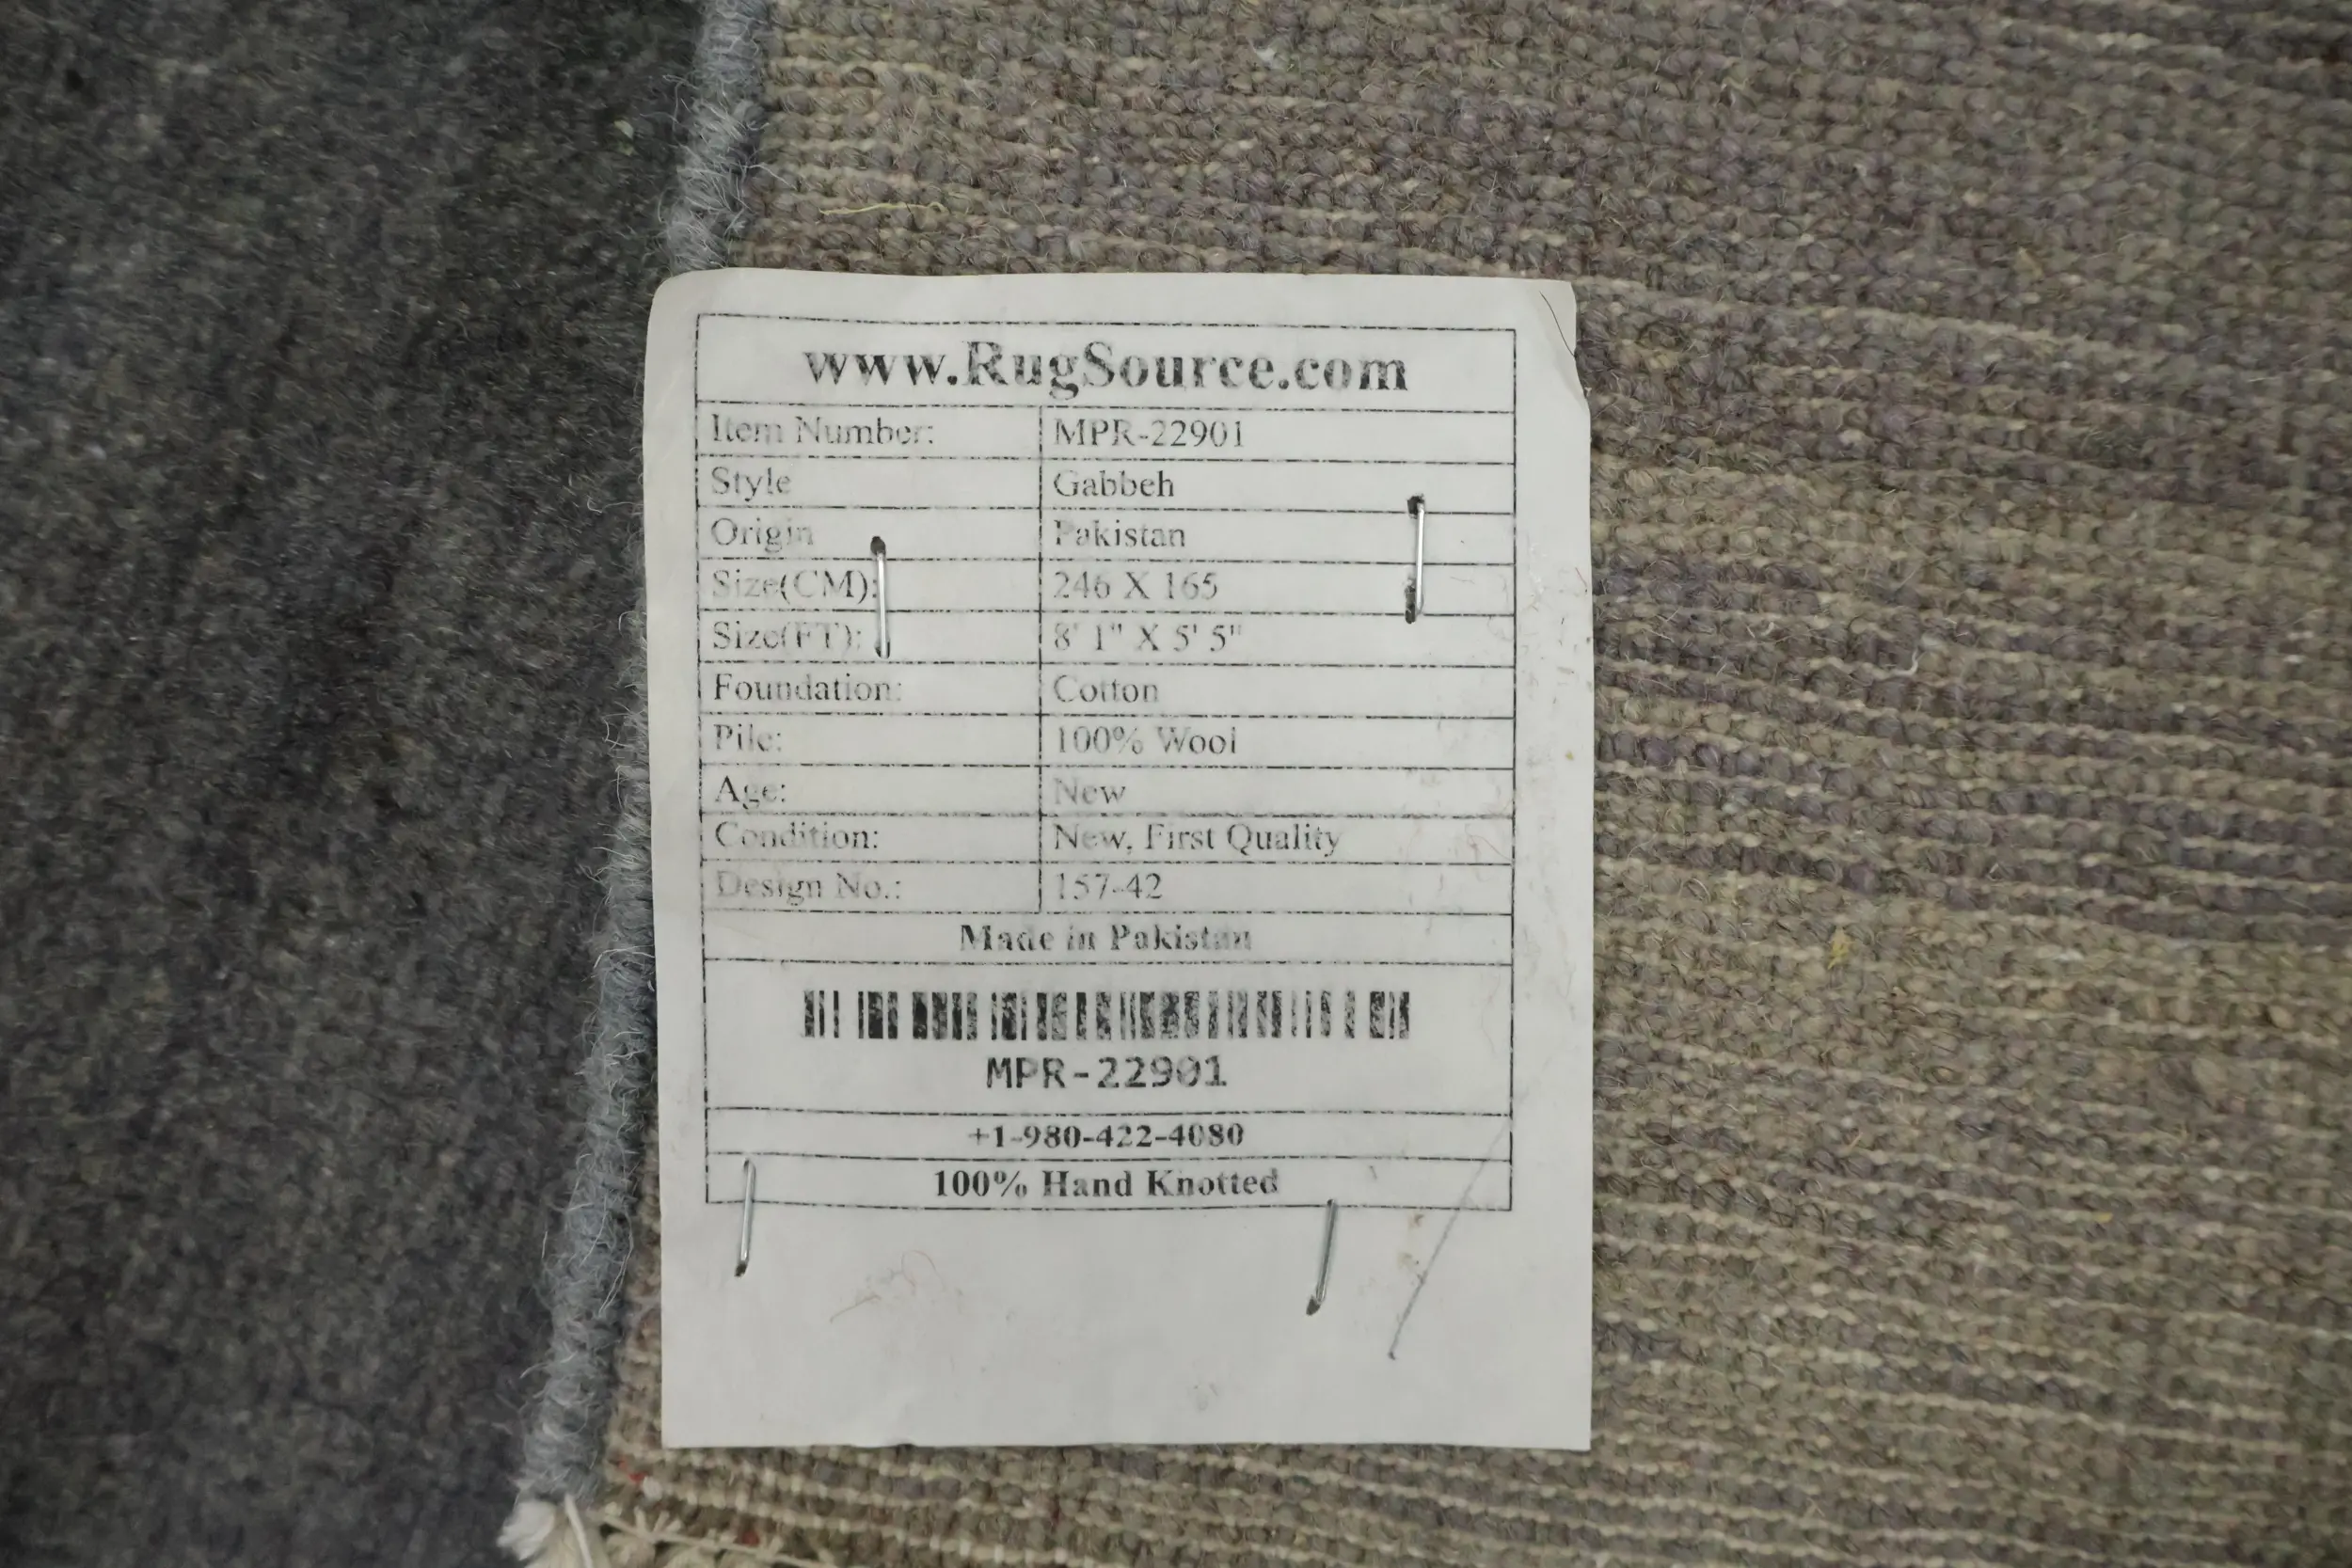 www.RugSource.com
Item Number: MPR-22901
Style Gabbeh
Origin Pakistan
Size(CM): 246 X 165
Size(FT): 8' 1" X 5' 5"
Foundation: Cotton
Pile: 100% Wool
Age: New
Condition: New, First Quality
Design No.: 157-42
Made in Pakistan
MPR-22901
+1-980-422-4080
100% Hand Knotted